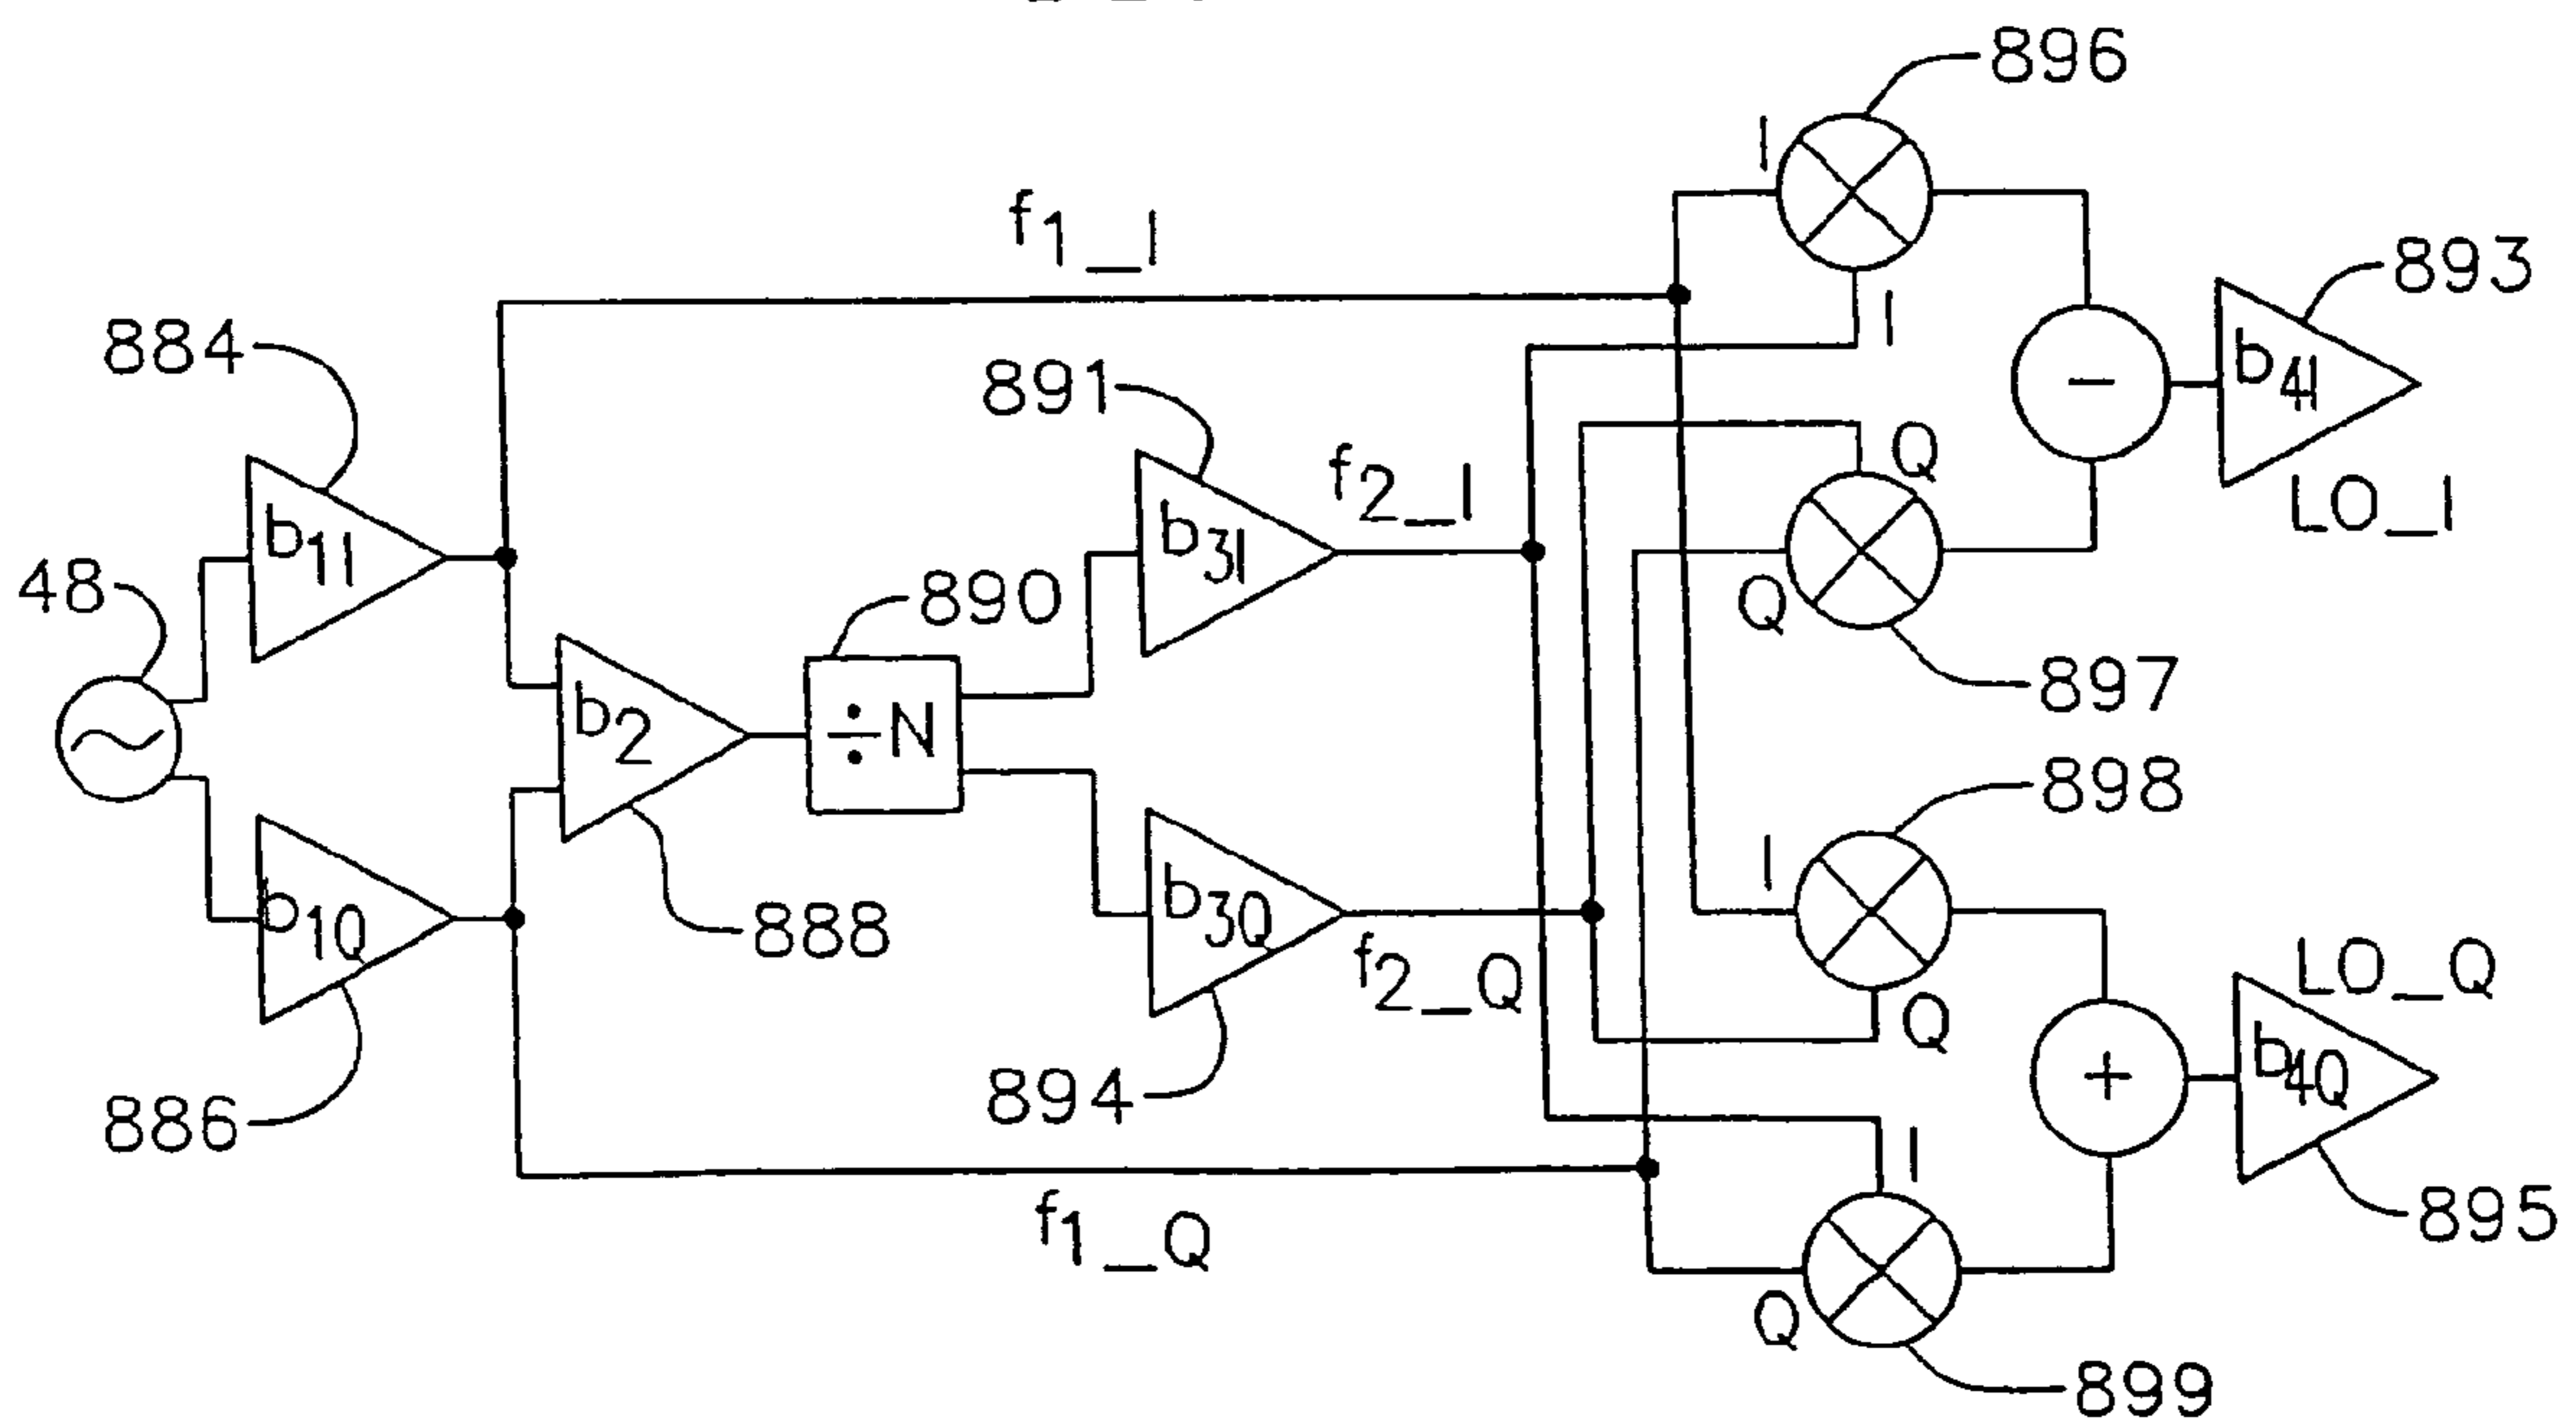 896
I
f1_I
893
884
I
b4I
891
Q
f2_I
LO_I
b1I
b3I
48
890
Q
897
b2
÷N
898
I
b1Q
b3Q
888
LO_Q
f2_Q
Q
b4Q
894
886
I
f1_Q
895
Q
899